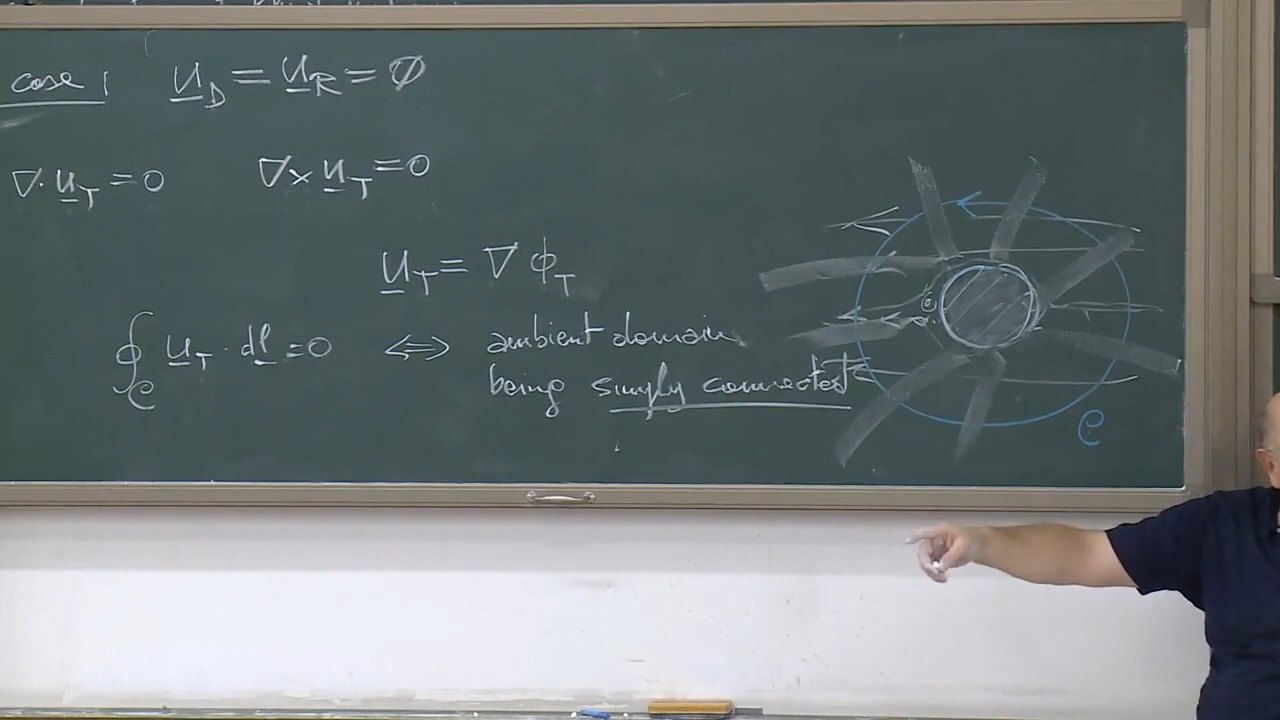 case 1 u_D = u_R = ∅
∇· u_T = 0 ∇× u_T = 0
u_T = ∇ ϕ_T
∮_C u_T · dl = 0 ⟺ ambient domain
being simply connected
C